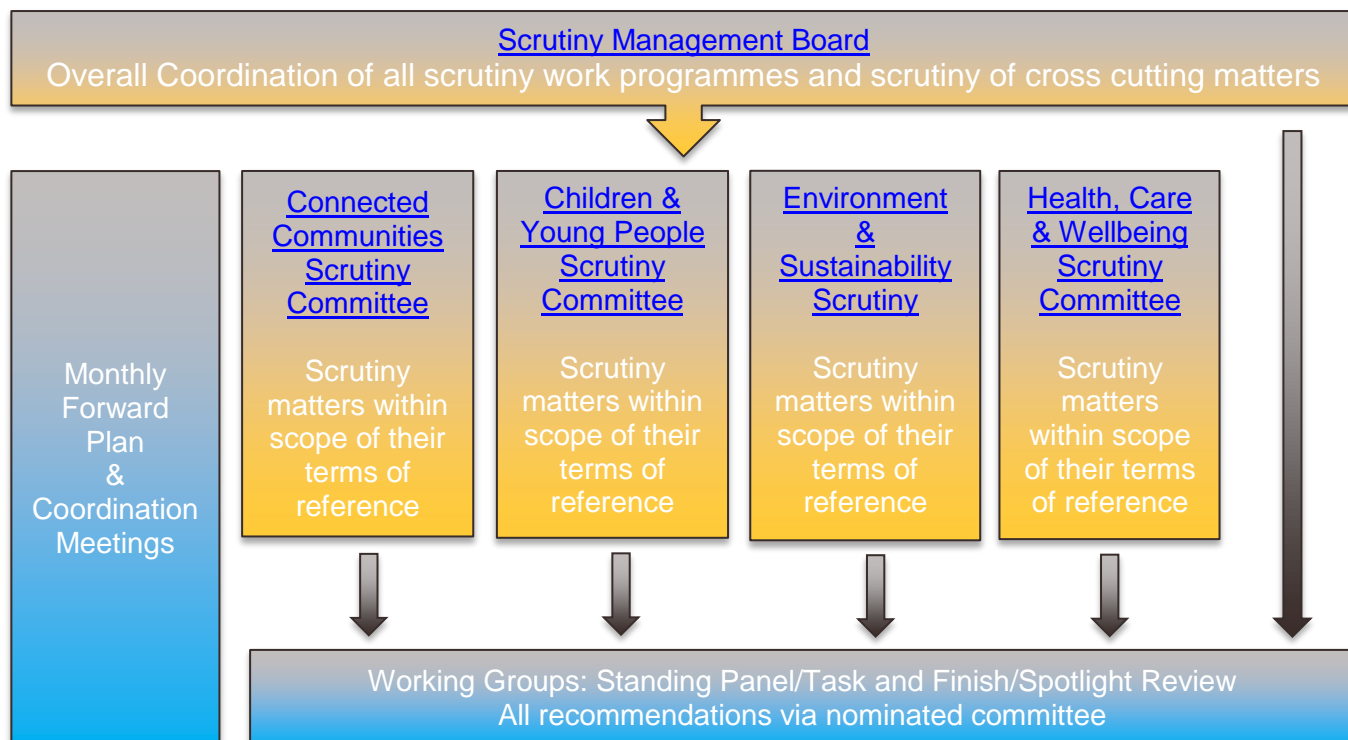 Scrutiny Management Board
Overall Coordination of all scrutiny work programmes and scrutiny of cross cutting matters
Monthly
Forward
Plan
&
Coordination
Meetings
Connected
Communities
Scrutiny
Committee
Scrutiny
matters within
scope of their
terms of
reference
Children &
Young People
Scrutiny
Committee
Scrutiny
matters within
scope of their
terms of
reference
Environment
&
Sustainability
Scrutiny
Scrutiny
matters within
scope of their
terms of
reference
Health, Care
& Wellbeing
Scrutiny
Committee
Scrutiny
matters
within scope
of their terms
of reference
Working Groups: Standing Panel/Task and Finish/Spotlight Review
All recommendations via nominated committee